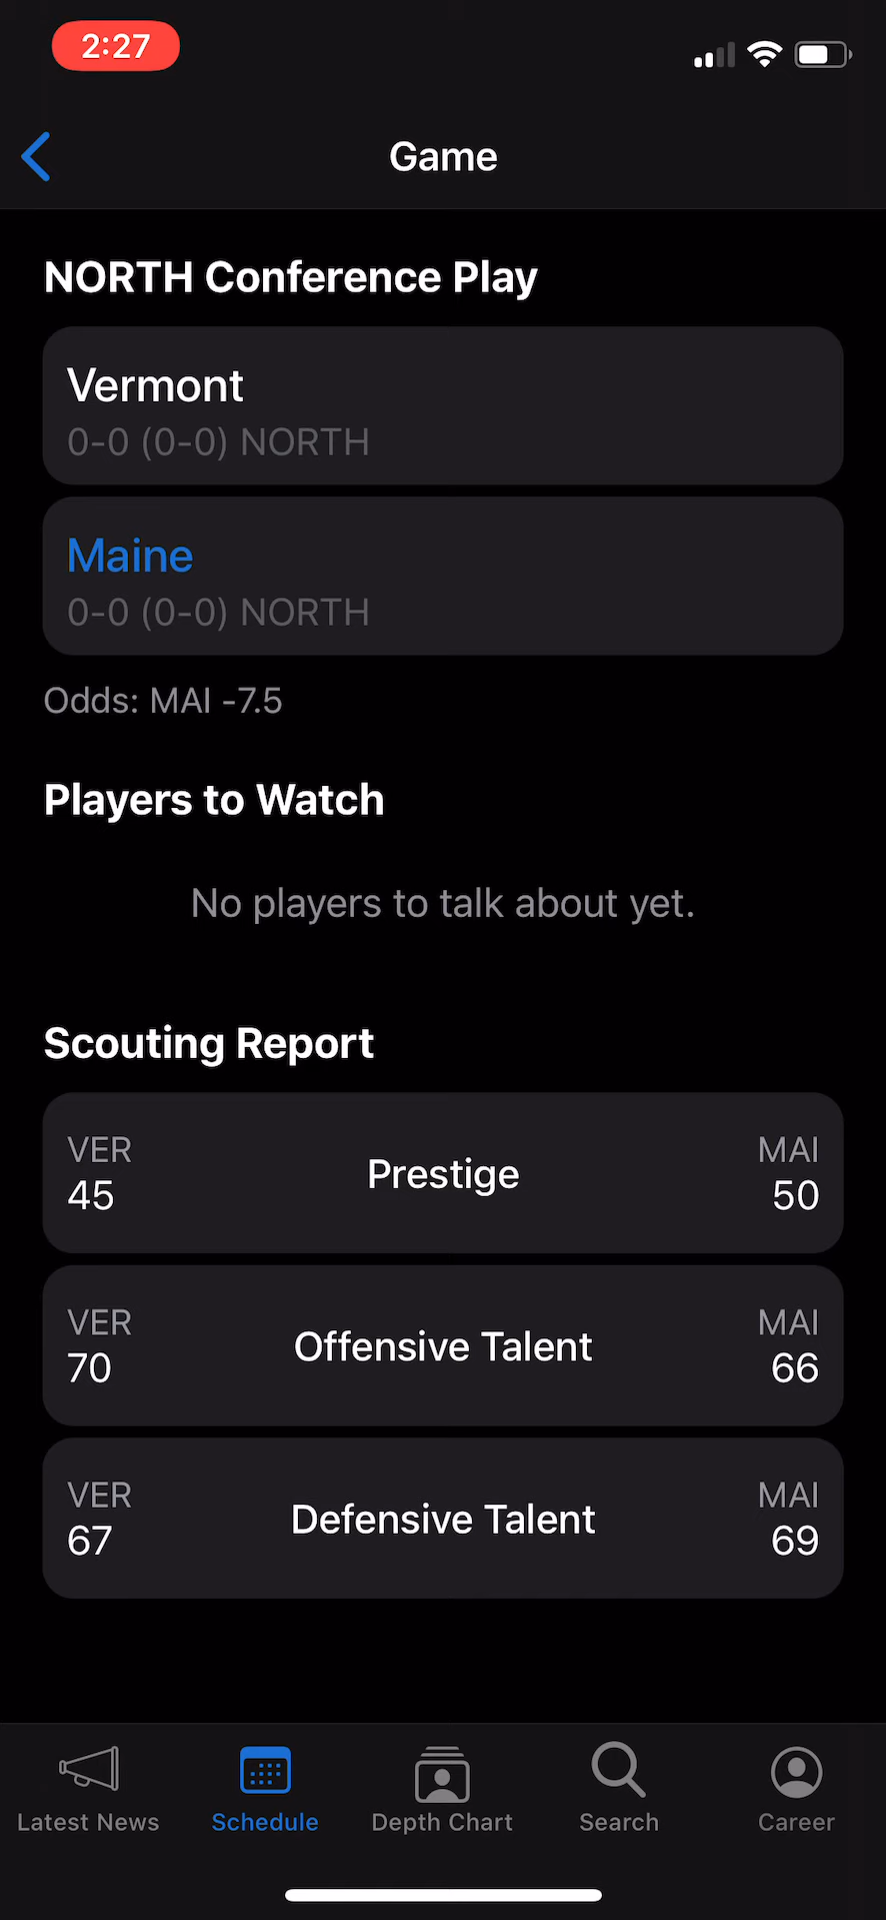 2:27
Game
NORTH Conference Play
Vermont
0-0 (0-0) NORTH
Maine
0-0 (0-0) NORTH
Odds: MAI -7.5
Players to Watch
No players to talk about yet.
Scouting Report
VER
45
Prestige
MAI
50
VER
70
Offensive Talent
MAI
66
VER
67
Defensive Talent
MAI
69
Latest News
Schedule
Depth Chart
Search
Career